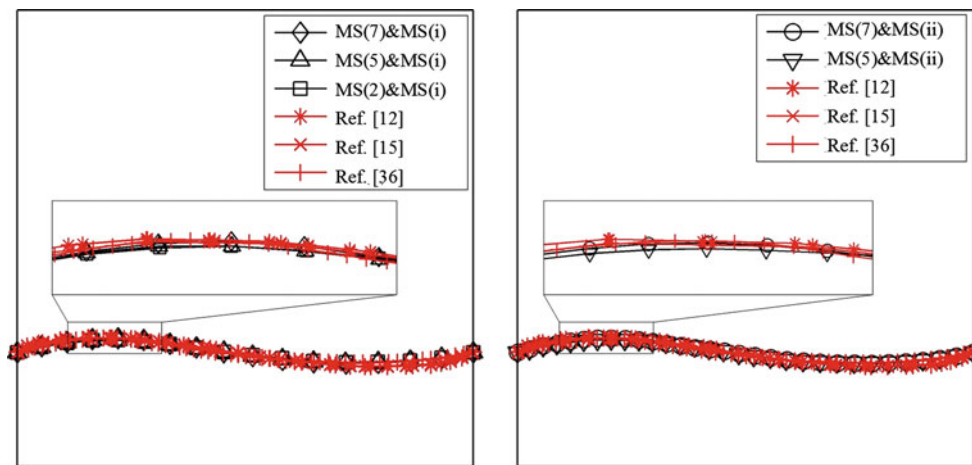 MS(7)&MS(i)
MS(5)&MS(i)
MS(2)&MS(i)
Ref. [12]
Ref. [15]
Ref. [36]
MS(7)&MS(ii)
MS(5)&MS(ii)
Ref. [12]
Ref. [15]
Ref. [36]